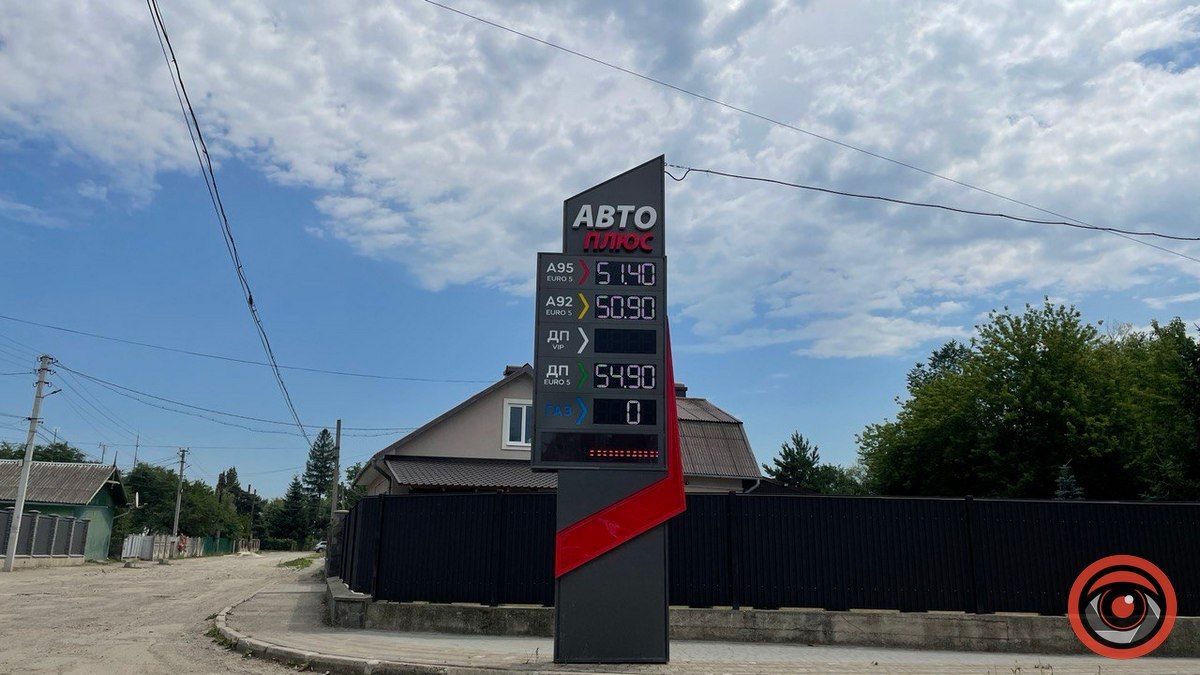 АВТО
ПЛЮС
А95 51.40
EURO 5
А92 50.90
EURO 5
ДП
VIP
ДП 54.90
EURO 5
ГАЗ 0